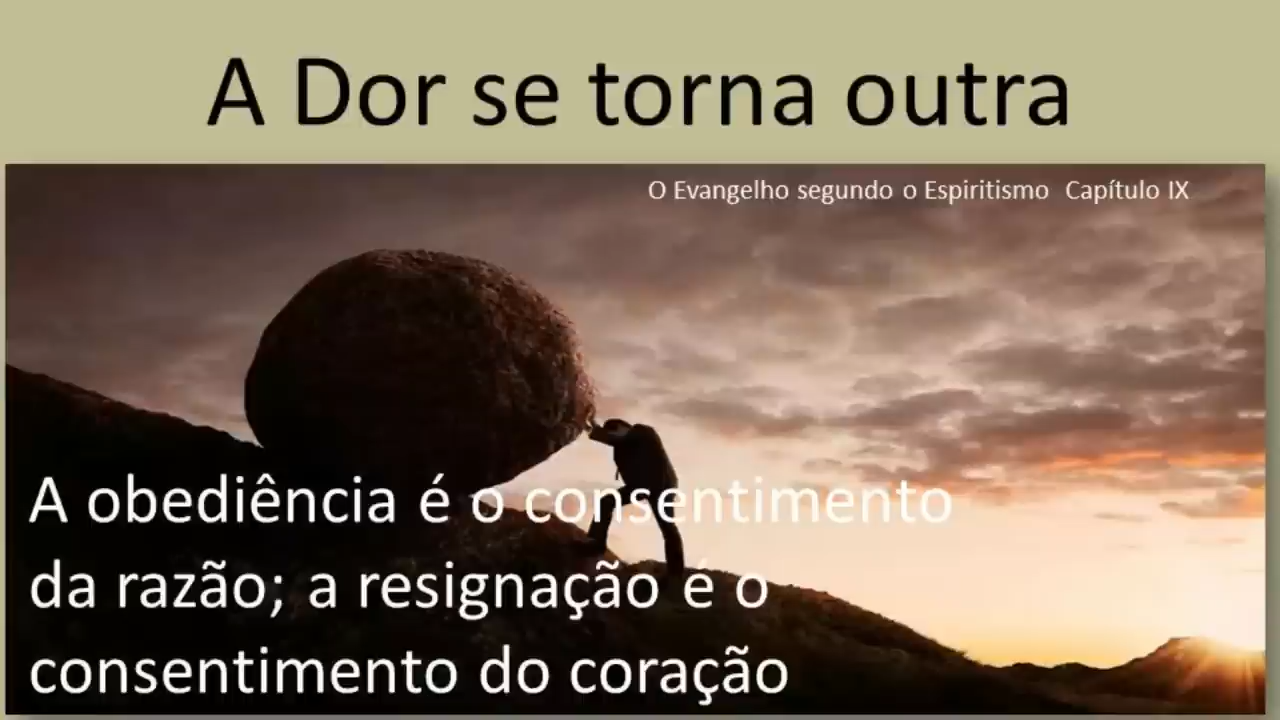 A Dor se torna outra
O Evangelho segundo o Espiritismo Capítulo IX
A obediência é o consentimento
da razão; a resignação é o
consentimento do coração